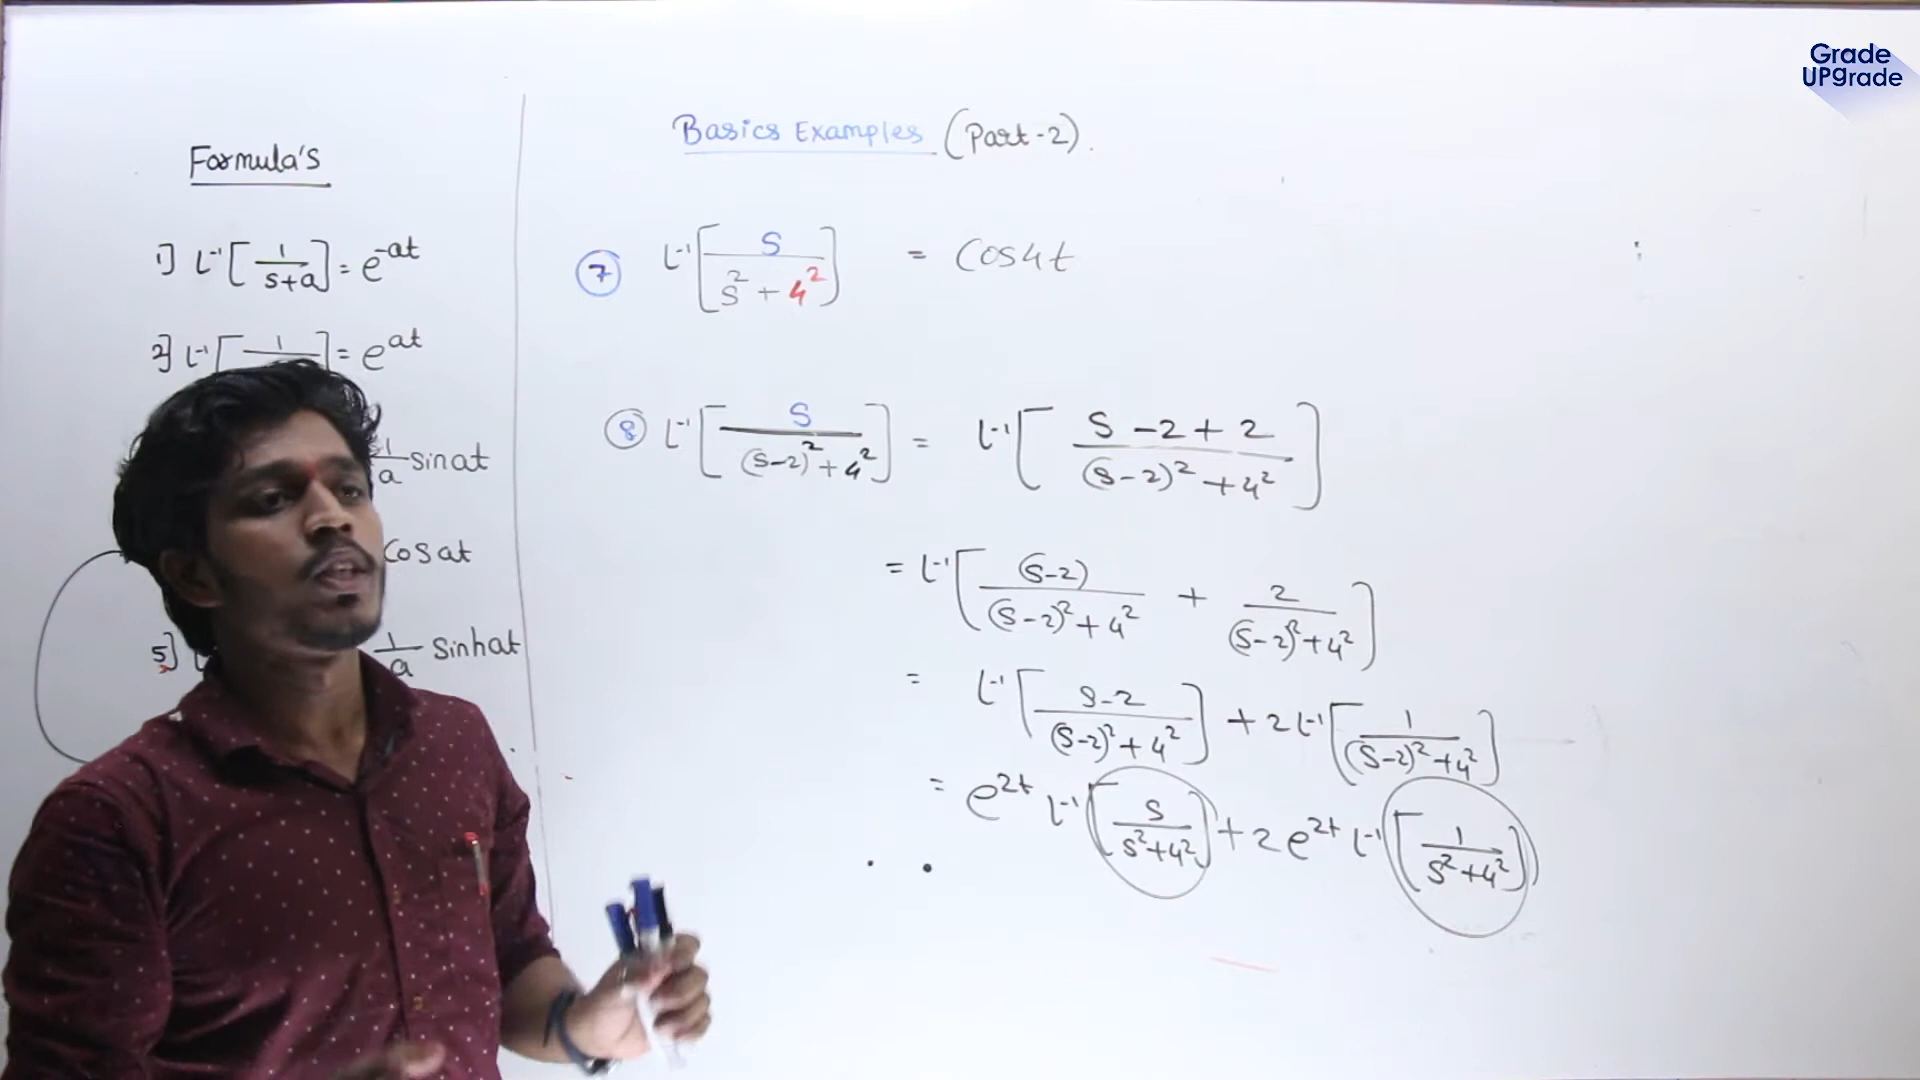 Grade
UPgrade
Formula's
1] L⁻¹[1/(s+a)] = e^-at
2] L⁻¹[1/ ] = e^at
1/a sinat
Cosat
5] L 1/a Sinhat
Basics Examples (Part-2).
7 L⁻¹[S/(S²+4²)] = Cos4t
8 L⁻¹[S/((S-2)²+4²)] = L⁻¹[(S-2+2)/((S-2)²+4²)]
= L⁻¹[(S-2)/((S-2)²+4²) + 2/((S-2)²+4²)]
= L⁻¹[(S-2)/((S-2)²+4²)] + 2L⁻¹[1/((S-2)²+4²)]
= e^2t L⁻¹[S/(S²+4²)] + 2e^2t L⁻¹[1/(S²+4²)]